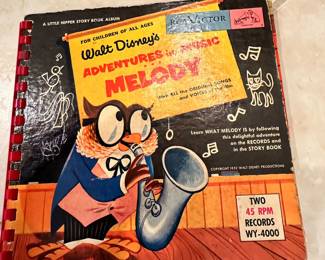 A LITTLE NIPPER STORY BOOK ALBUM
FOR CHILDREN OF ALL AGES
RCA VICTOR
Walt Disney's
ADVENTURES in MUSIC
MELODY
ALL the ORIGINAL SONGS
and VOICES of the film
Learn WHAT MELODY IS by following
this delightful adventure
on the RECORDS and
in the STORY BOOK
COPYRIGHT 1953 WALT DISNEY PRODUCTIONS
TWO
45 RPM
RECORDS
WY-4000